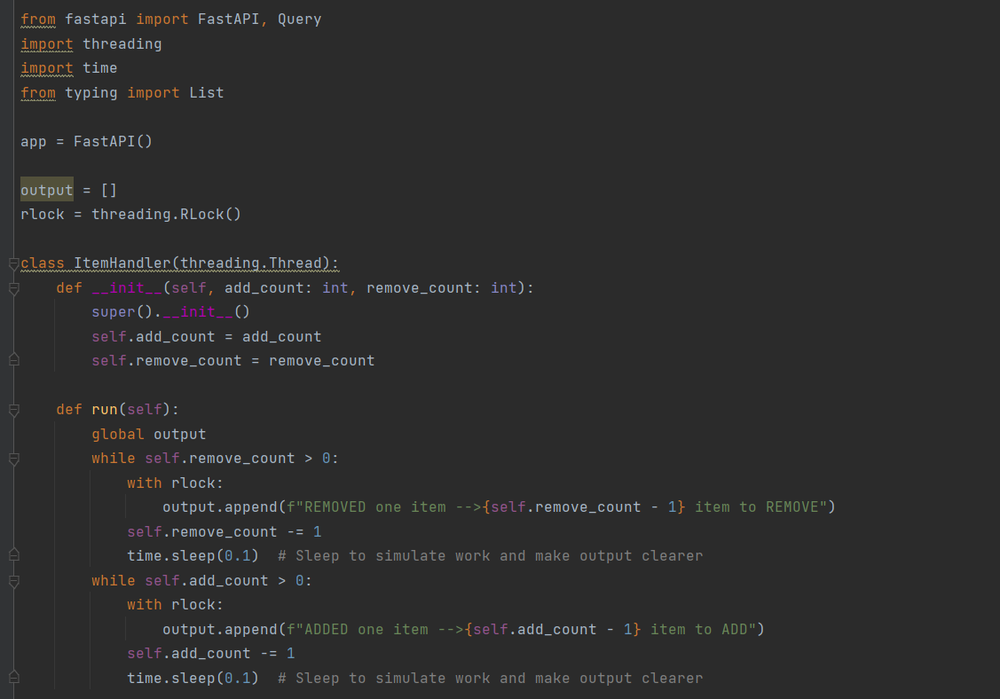 from fastapi import FastAPI, Query
import threading
import time
from typing import List

app = FastAPI()

output = []
rlock = threading.RLock()

class ItemHandler(threading.Thread):
    def __init__(self, add_count: int, remove_count: int):
        super().__init__()
        self.add_count = add_count
        self.remove_count = remove_count

    def run(self):
        global output
        while self.remove_count > 0:
            with rlock:
                output.append(f"REMOVED one item -->{self.remove_count - 1} item to REMOVE")
            self.remove_count -= 1
            time.sleep(0.1)  # Sleep to simulate work and make output clearer
        while self.add_count > 0:
            with rlock:
                output.append(f"ADDED one item -->{self.add_count - 1} item to ADD")
            self.add_count -= 1
            time.sleep(0.1)  # Sleep to simulate work and make output clearer